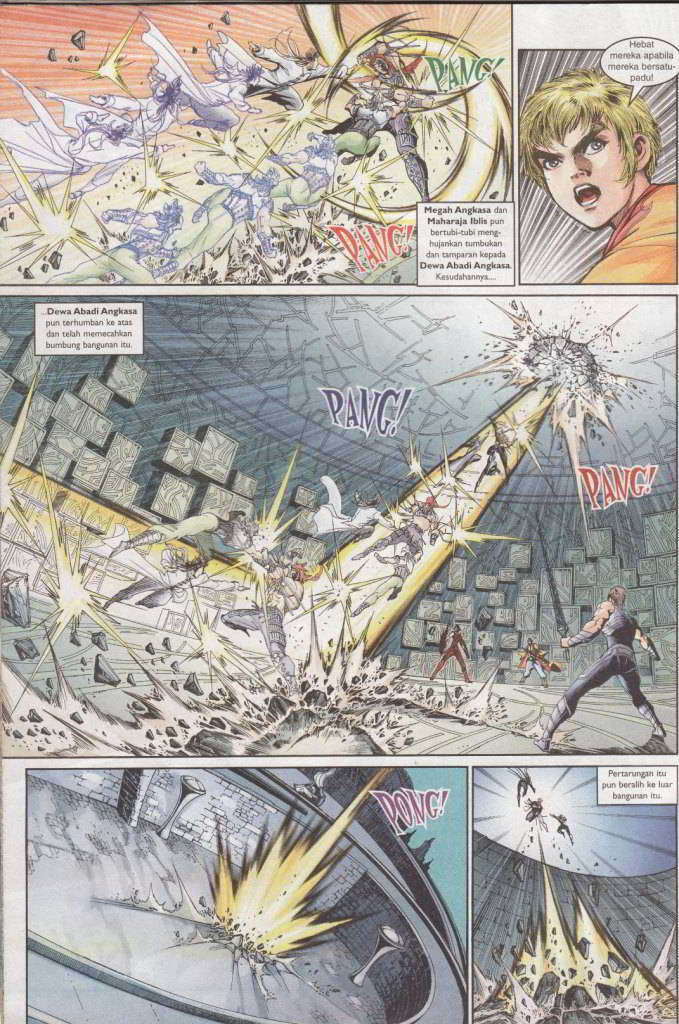 PANG!
PANG!
Megah Angkasa dan
Maharaja Iblis pun
bertubi-tubi meng-
hujankan tumbukan
dan tamparan kepada
Dewa Abadi Angkasa.
Kesudahannya....
Hebat
mereka apabila
mereka bersatu-
padu!
..Dewa Abadi Angkasa
pun terhumban ke atas
dan telah memecahkan
bumbung bangunan itu.
PANG!
PANG!
PONG!
Pertarungan itu
pun beralih ke luar
bangunan itu.